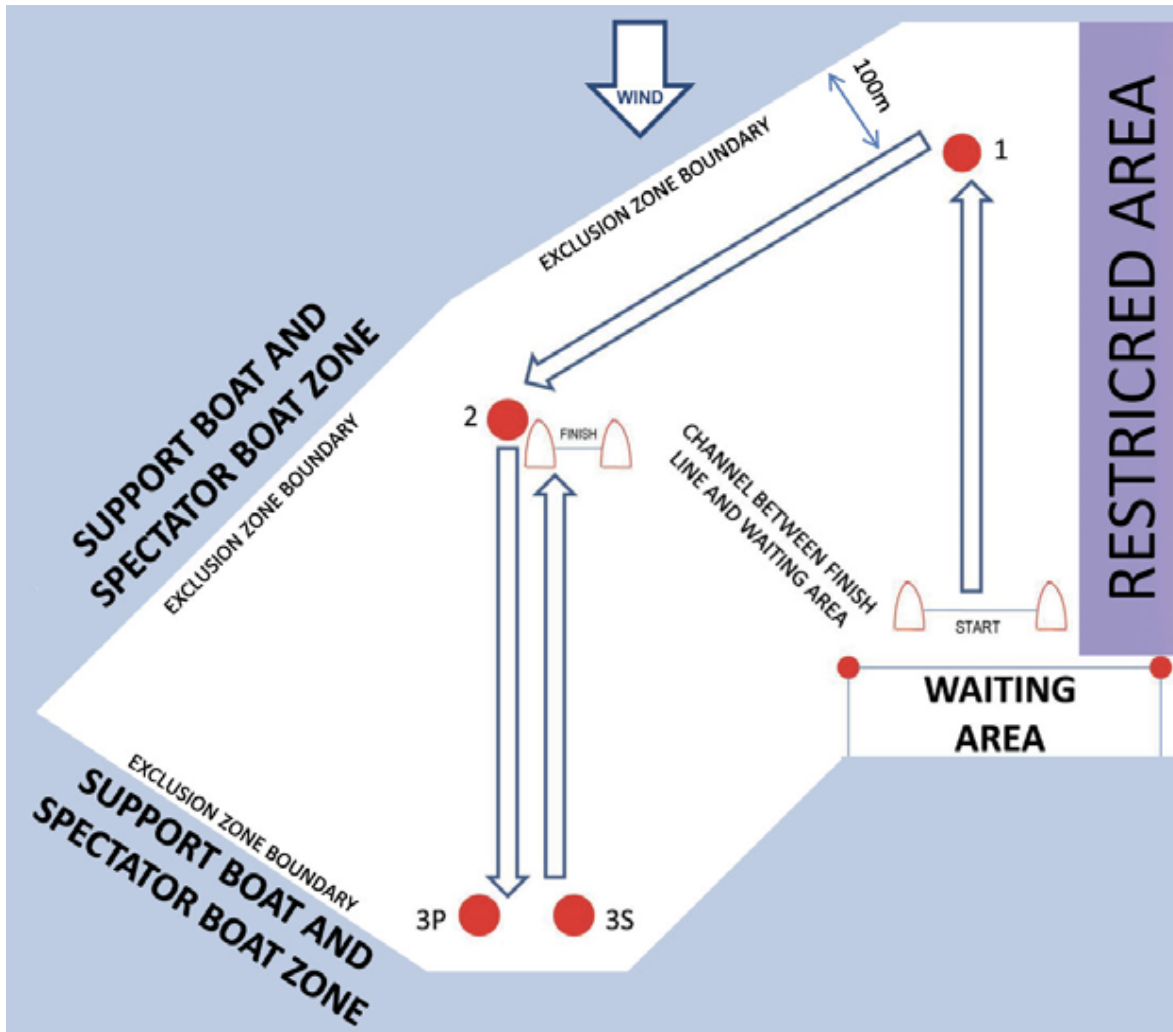 WIND
100m
1
EXCLUSION ZONE BOUNDARY
RESTRICRED AREA
SUPPORT BOAT AND
SPECTATOR BOAT ZONE
EXCLUSION ZONE BOUNDARY
2
FINISH
CHANNEL BETWEEN FINISH
LINE AND WAITING AREA
START
WAITING
AREA
EXCLUSION ZONE BOUNDARY
SUPPORT BOAT AND
SPECTATOR BOAT ZONE
3P
3S